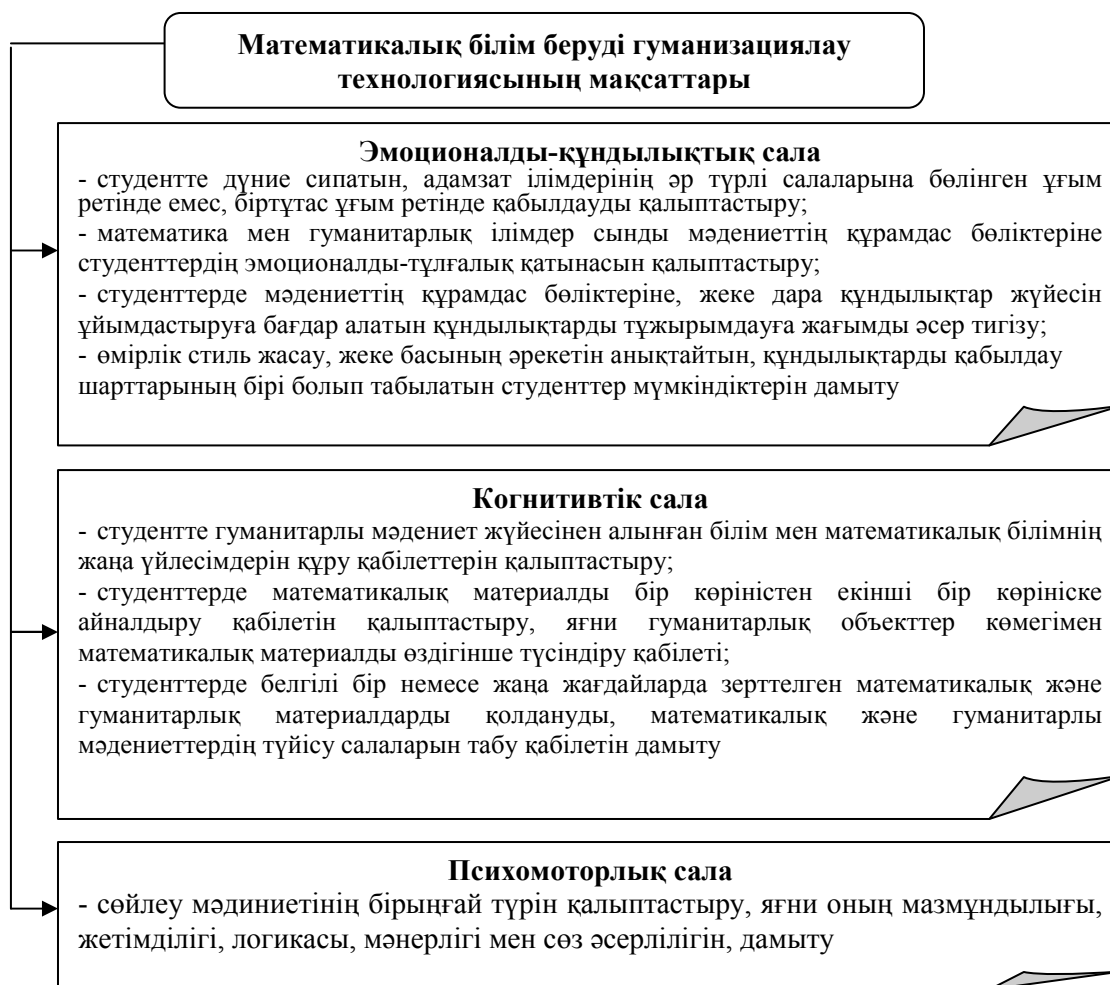 Математикалық білім беруді гуманизациялау
технологиясының мақсаттары
Эмоционалды-құндылықтық сала
- студентте дүние сипатын, адамзат ілімдерінің әр түрлі салаларына бөлінген ұғым
ретінде емес, біртұтас ұғым ретінде қабылдауды қалыптастыру;
- математика мен гуманитарлық ілімдер сынды мәдениеттің құрамдас бөліктеріне
студенттердің эмоционалды-тұлғалық қатынасын қалыптастыру;
- студенттерде мәдениеттің құрамдас бөліктеріне, жеке дара құндылықтар жүйесін
ұйымдастыруға бағдар алатын құндылықтарды тұжырымдауға жағымды әсер тигізу;
- өмірлік стиль жасау, жеке басының әрекетін анықтайтын, құндылықтарды қабылдау
шарттарының бірі болып табылатын студенттер мүмкіндіктерін дамыту
Когнитивтік сала
- студентте гуманитарлы мәдениет жүйесінен алынған білім мен математикалық білімнің
жаңа үйлесімдерін құру қабілеттерін қалыптастыру;
- студенттерде математикалық материалды бір көріністен екінші бір көрініске
айналдыру қабілетін қалыптастыру, яғни гуманитарлық объекттер көмегімен
математикалық материалды өздігінше түсіндіру қабілеті;
- студенттерде белгілі бір немесе жаңа жағдайларда зерттелген математикалық және
гуманитарлық материалдарды қолдануды, математикалық және гуманитарлы
мәдениеттердің түйісу салаларын табу қабілетін дамыту
Психомоторлық сала
- сөйлеу мәдиниетінің бірыңғай түрін қалыптастыру, яғни оның мазмұндылығы,
жетімділігі, логикасы, мәнерлігі мен сөз әсерлілігін, дамыту